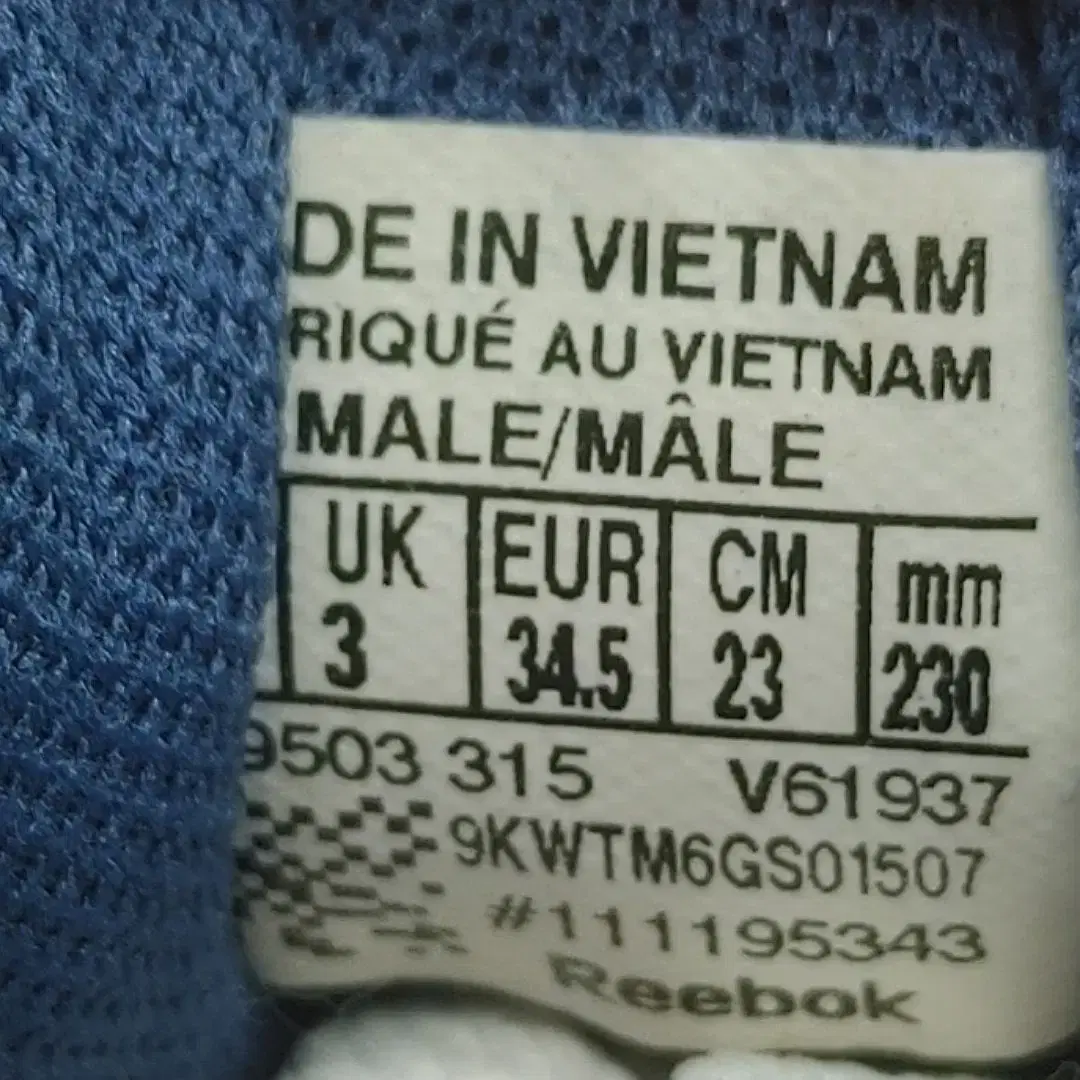 DE IN VIETNAM
RIQUÉ AU VIETNAM
MALE/MÂLE
UK EUR CM mm
3 34.5 23 230
9503 315 V61937
9KWTM6GS01507
#111195343
Reebok